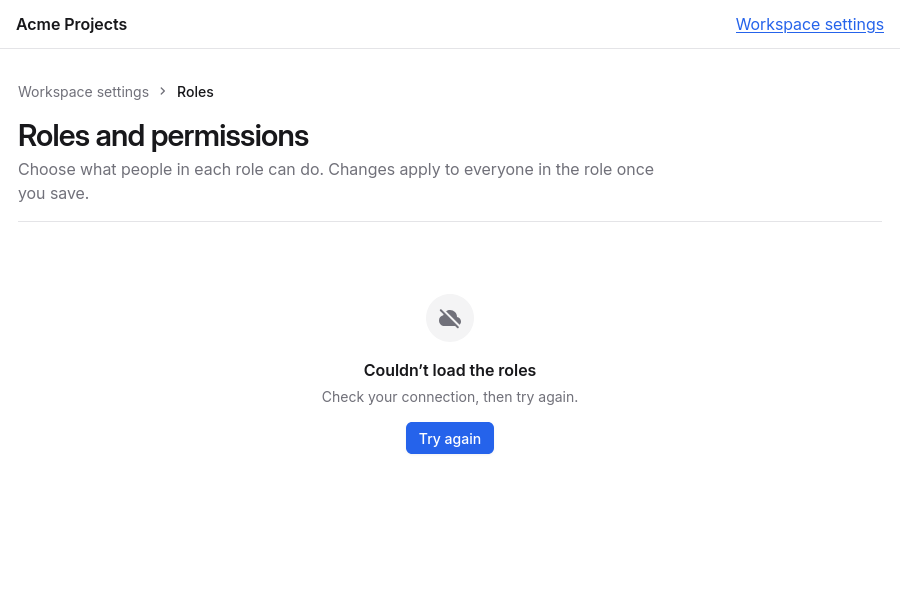 Acme Projects
Workspace settings
Workspace settings > Roles
Roles and permissions
Choose what people in each role can do. Changes apply to everyone in the role once
you save.
Couldn’t load the roles
Check your connection, then try again.
Try again